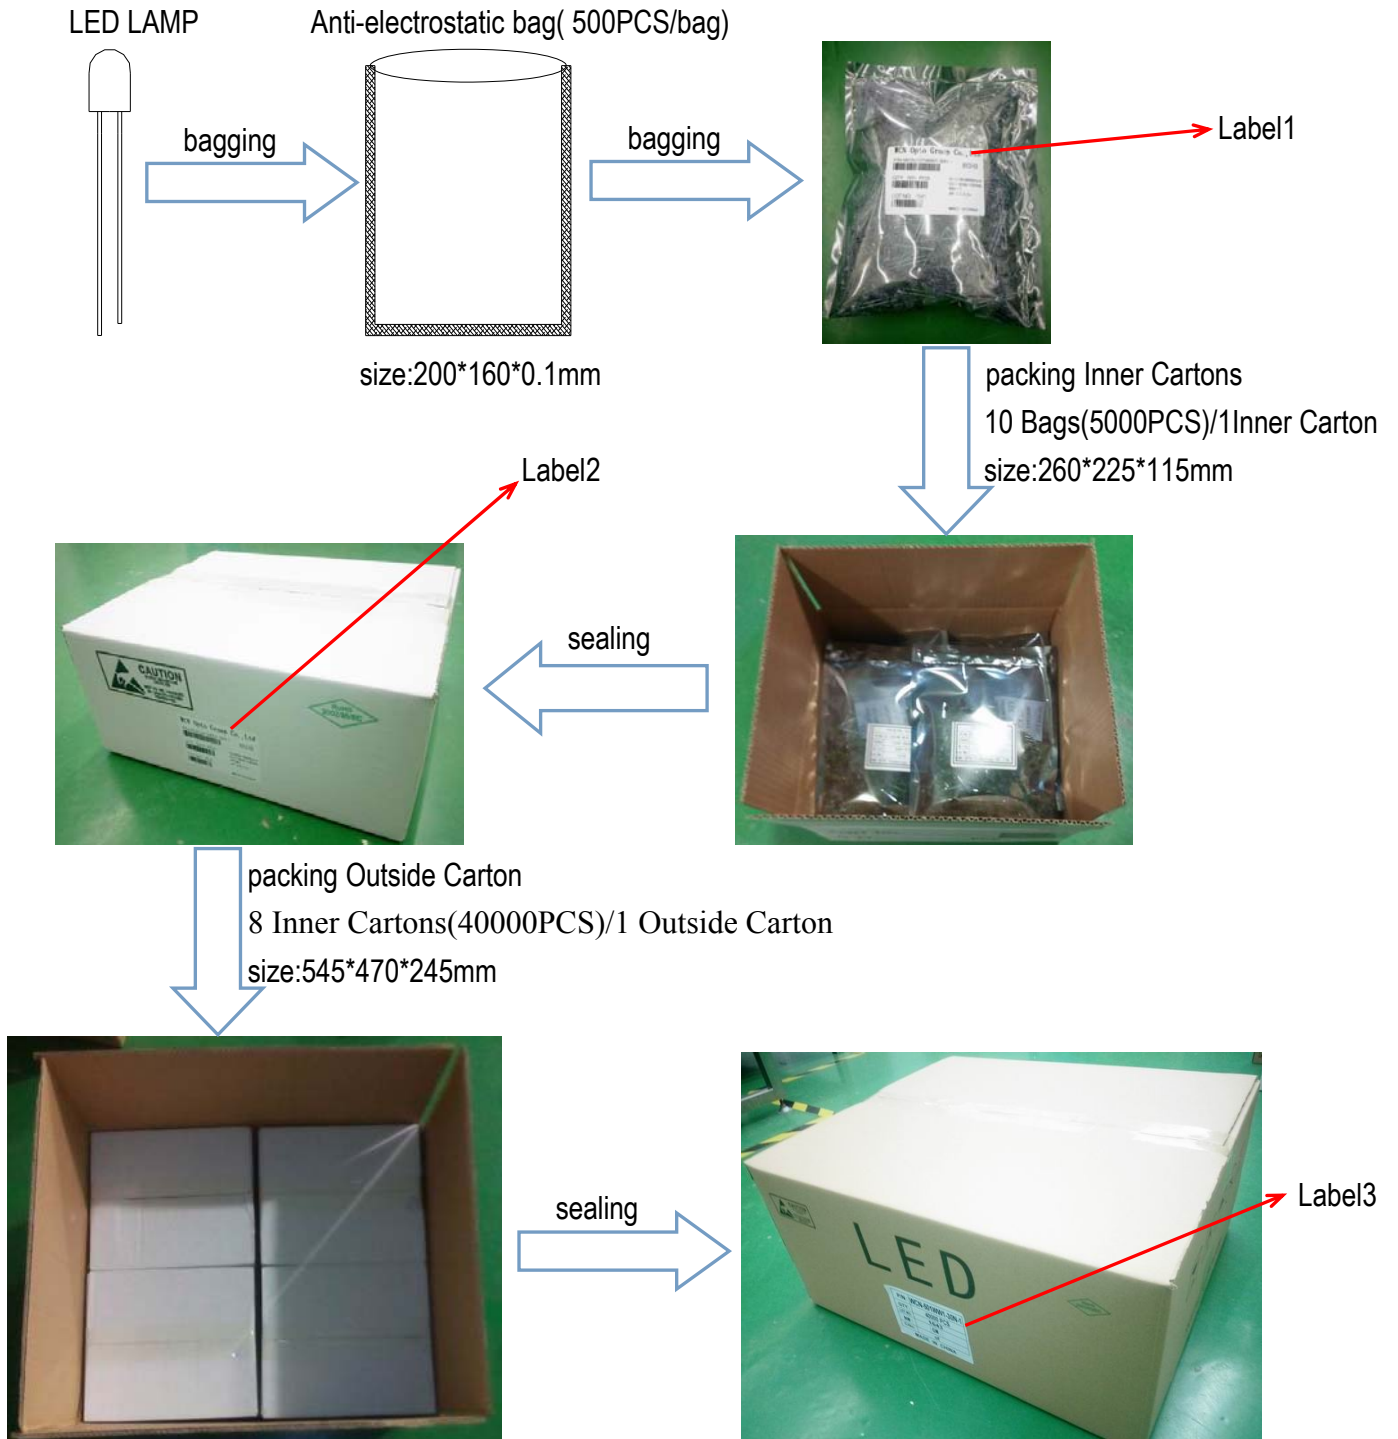 LED LAMP
Anti-electrostatic bag( 500PCS/bag)
bagging
bagging
Label1
size:200*160*0.1mm
packing Inner Cartons
10 Bags(5000PCS)/1Inner Carton
size:260*225*115mm
Label2
CAUTION
sealing
packing Outside Carton
8 Inner Cartons(40000PCS)/1 Outside Carton
size:545*470*245mm
sealing
LED
Label3